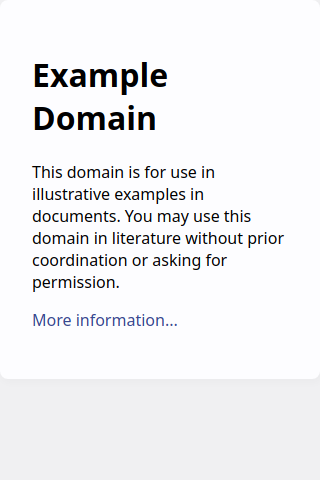 Example
Domain
This domain is for use in
illustrative examples in
documents. You may use this
domain in literature without prior
coordination or asking for
permission.
More information...